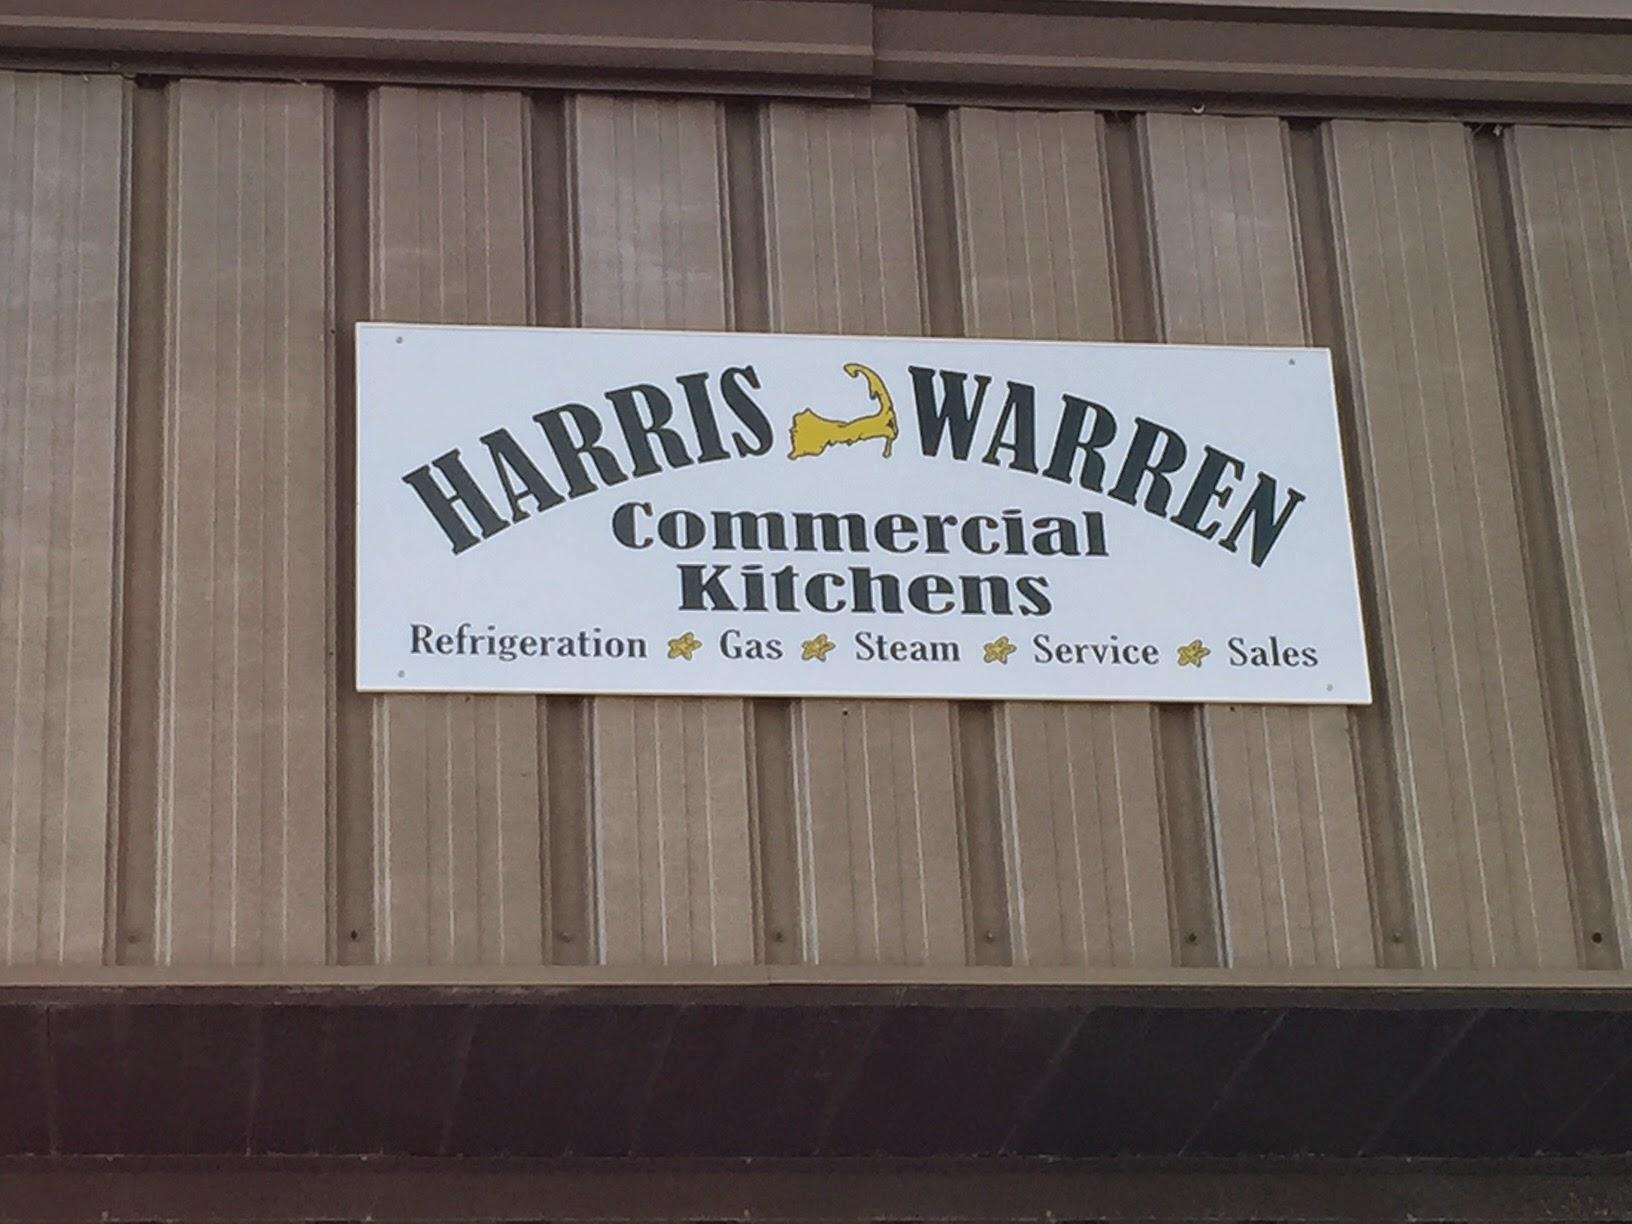 HARRIS WARREN
Commercial
Kitchens
Refrigeration Gas Steam Service Sales